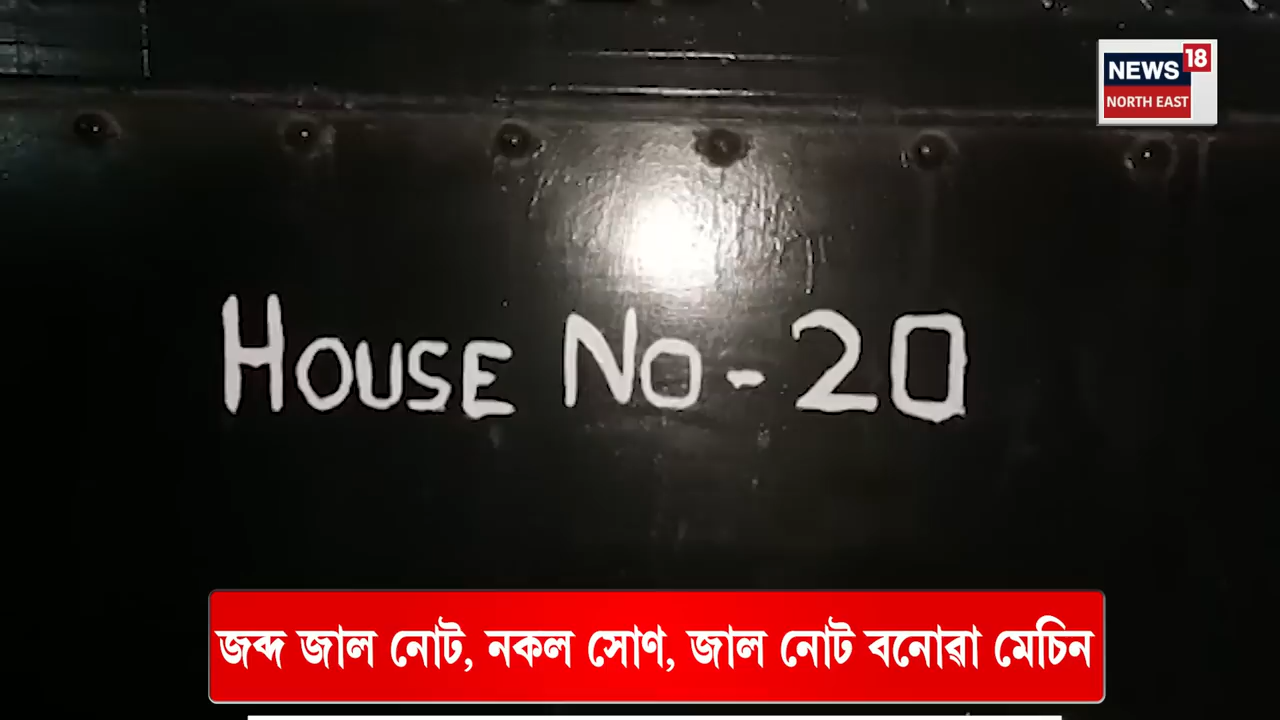 NEWS 18
NORTH EAST
HOUSE NO - 20
জব্দ জাল নোট, নকল সোণ, জাল নোট বনোৱা মেচিন